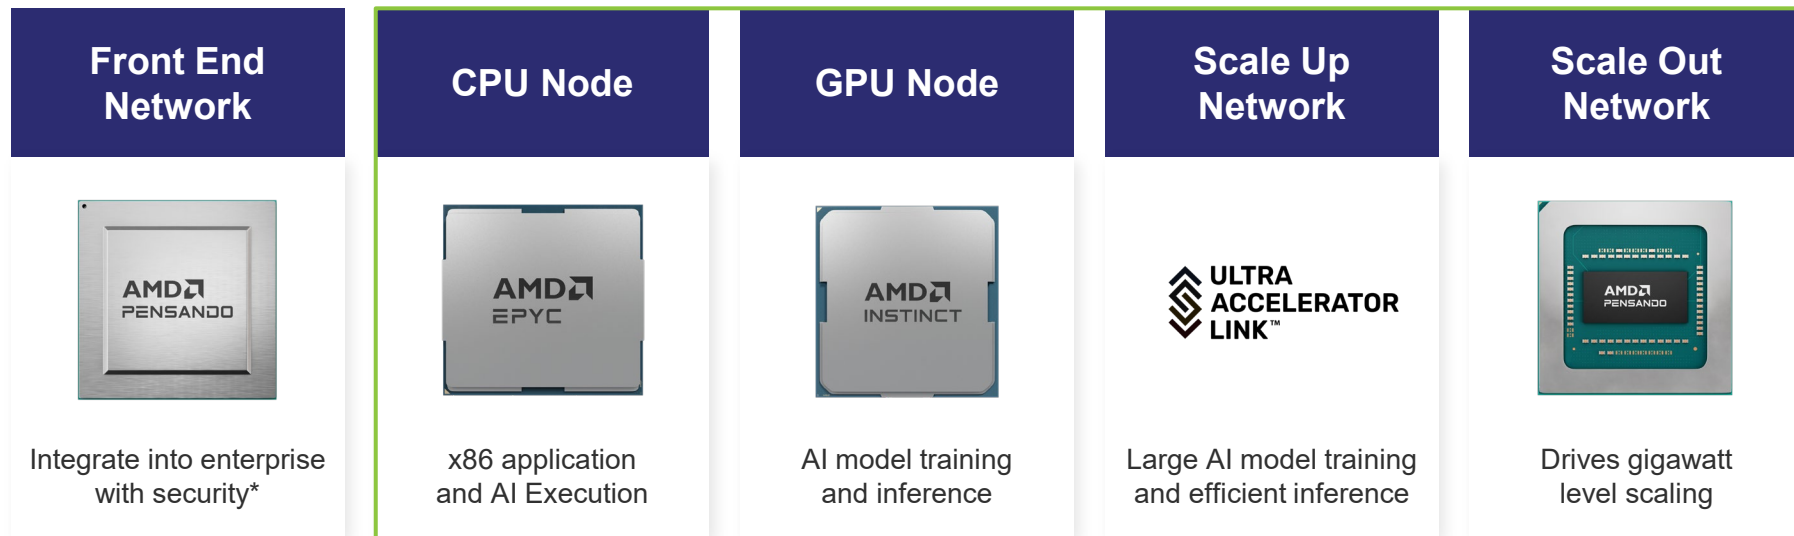 Front End
Network
CPU Node
GPU Node
Scale Up
Network
Scale Out
Network
AMD
PENSANDO
AMD
EPYC
AMD
INSTINCT
ULTRA
ACCELERATOR
LINK™
AMD
PENSANDO
Integrate into enterprise
with security*
x86 application
and AI Execution
AI model training
and inference
Large AI model training
and efficient inference
Drives gigawatt
level scaling